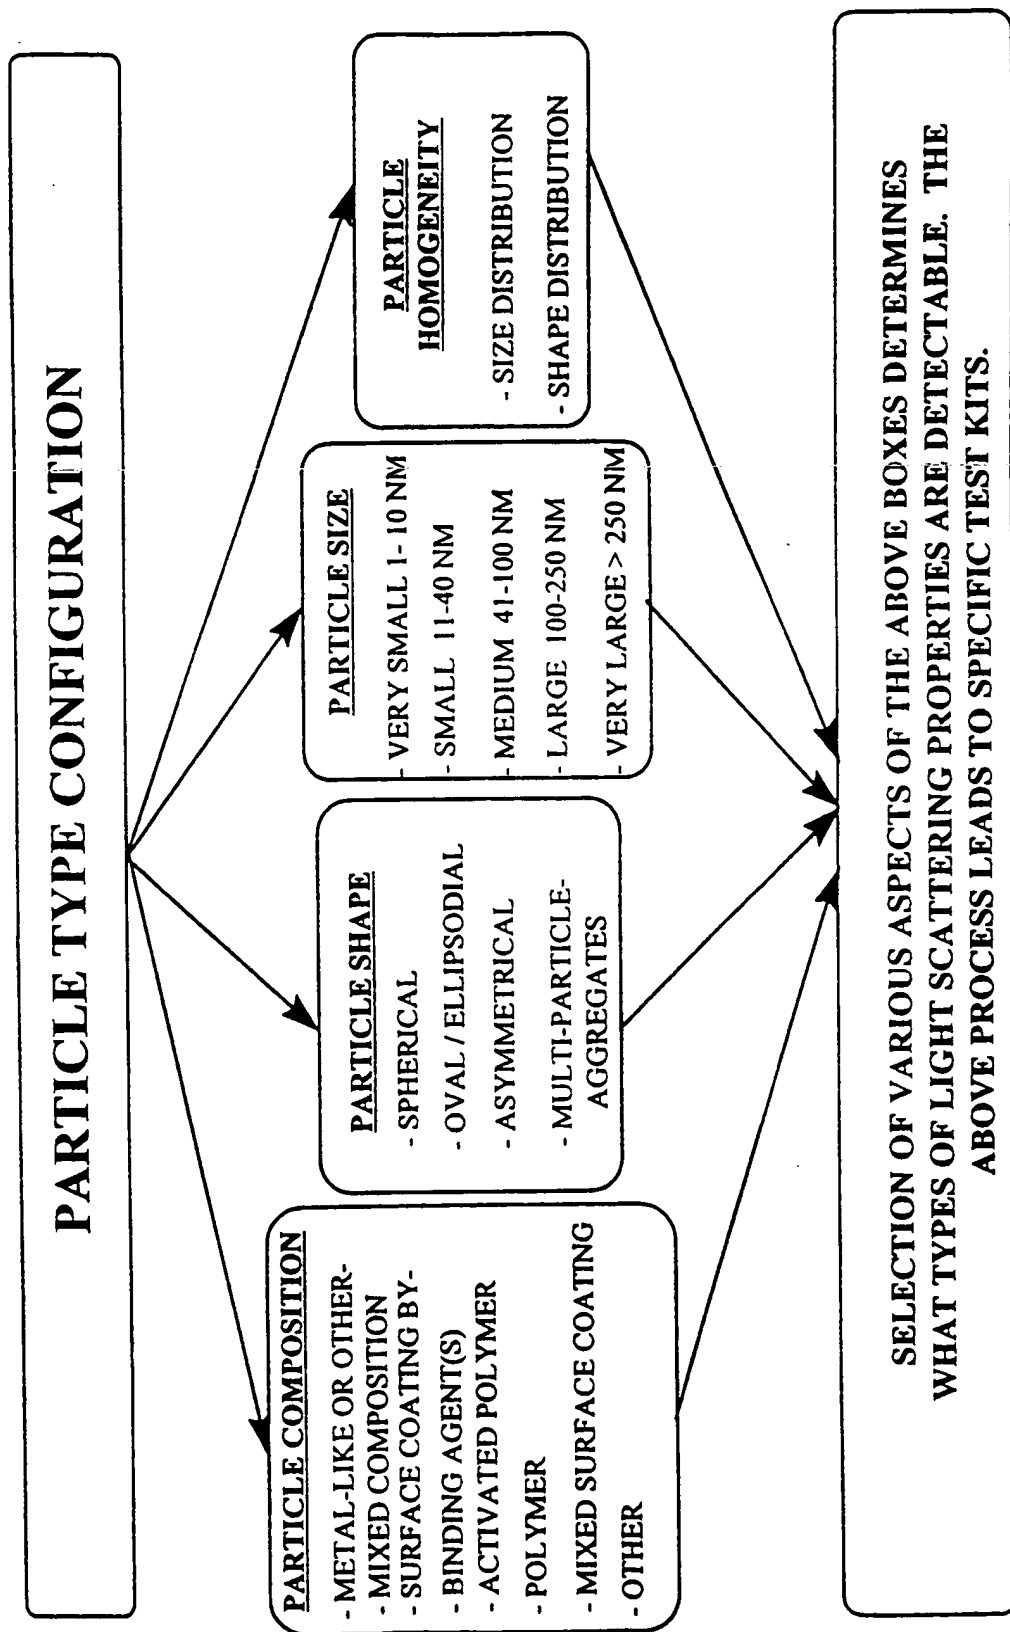 PARTICLE TYPE CONFIGURATION
PARTICLE COMPOSITION
- METAL-LIKE OR OTHER-
- MIXED COMPOSITION
- SURFACE COATING BY-
- BINDING AGENT(S)
- ACTIVATED POLYMER
- POLYMER
- MIXED SURFACE COATING
- OTHER
PARTICLE SHAPE
- SPHERICAL
- OVAL / ELLIPSODIAL
- ASYMMETRICAL
- MULTI-PARTICLE-
AGGREGATES
PARTICLE SIZE
- VERY SMALL 1- 10 NM
- SMALL 11-40 NM
- MEDIUM 41-100 NM
- LARGE 100-250 NM
- VERY LARGE > 250 NM
PARTICLE
HOMOGENEITY
- SIZE DISTRIBUTION
- SHAPE DISTRIBUTION
SELECTION OF VARIOUS ASPECTS OF THE ABOVE BOXES DETERMINES
WHAT TYPES OF LIGHT SCATTERING PROPERTIES ARE DETECTABLE. THE
ABOVE PROCESS LEADS TO SPECIFIC TEST KITS.